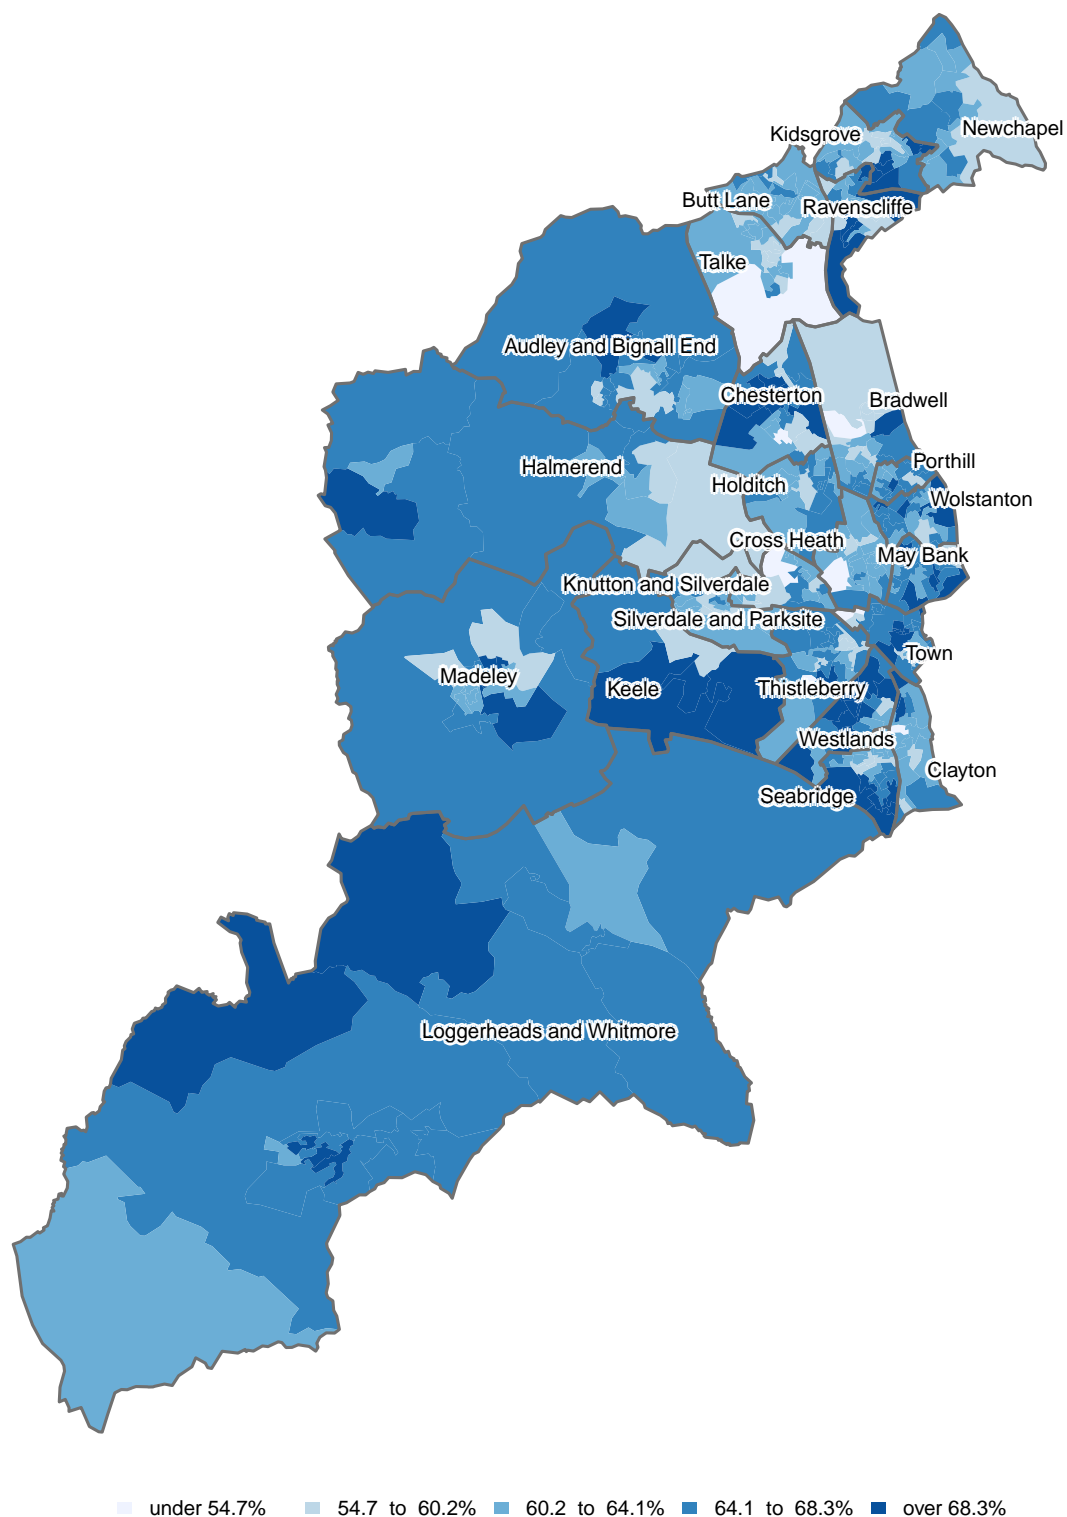 Kidsgrove
Newchapel
Butt Lane
Ravenscliffe
Talke
Audley and Bignall End
Chesterton
Bradwell
Halmerend
Porthill
Holditch
Wolstanton
Cross Heath
May Bank
Knutton and Silverdale
Silverdale and Parksite
Town
Madeley
Keele
Thistleberry
Westlands
Clayton
Seabridge
Loggerheads and Whitmore
under 54.7% 54.7 to 60.2% 60.2 to 64.1% 64.1 to 68.3% over 68.3%